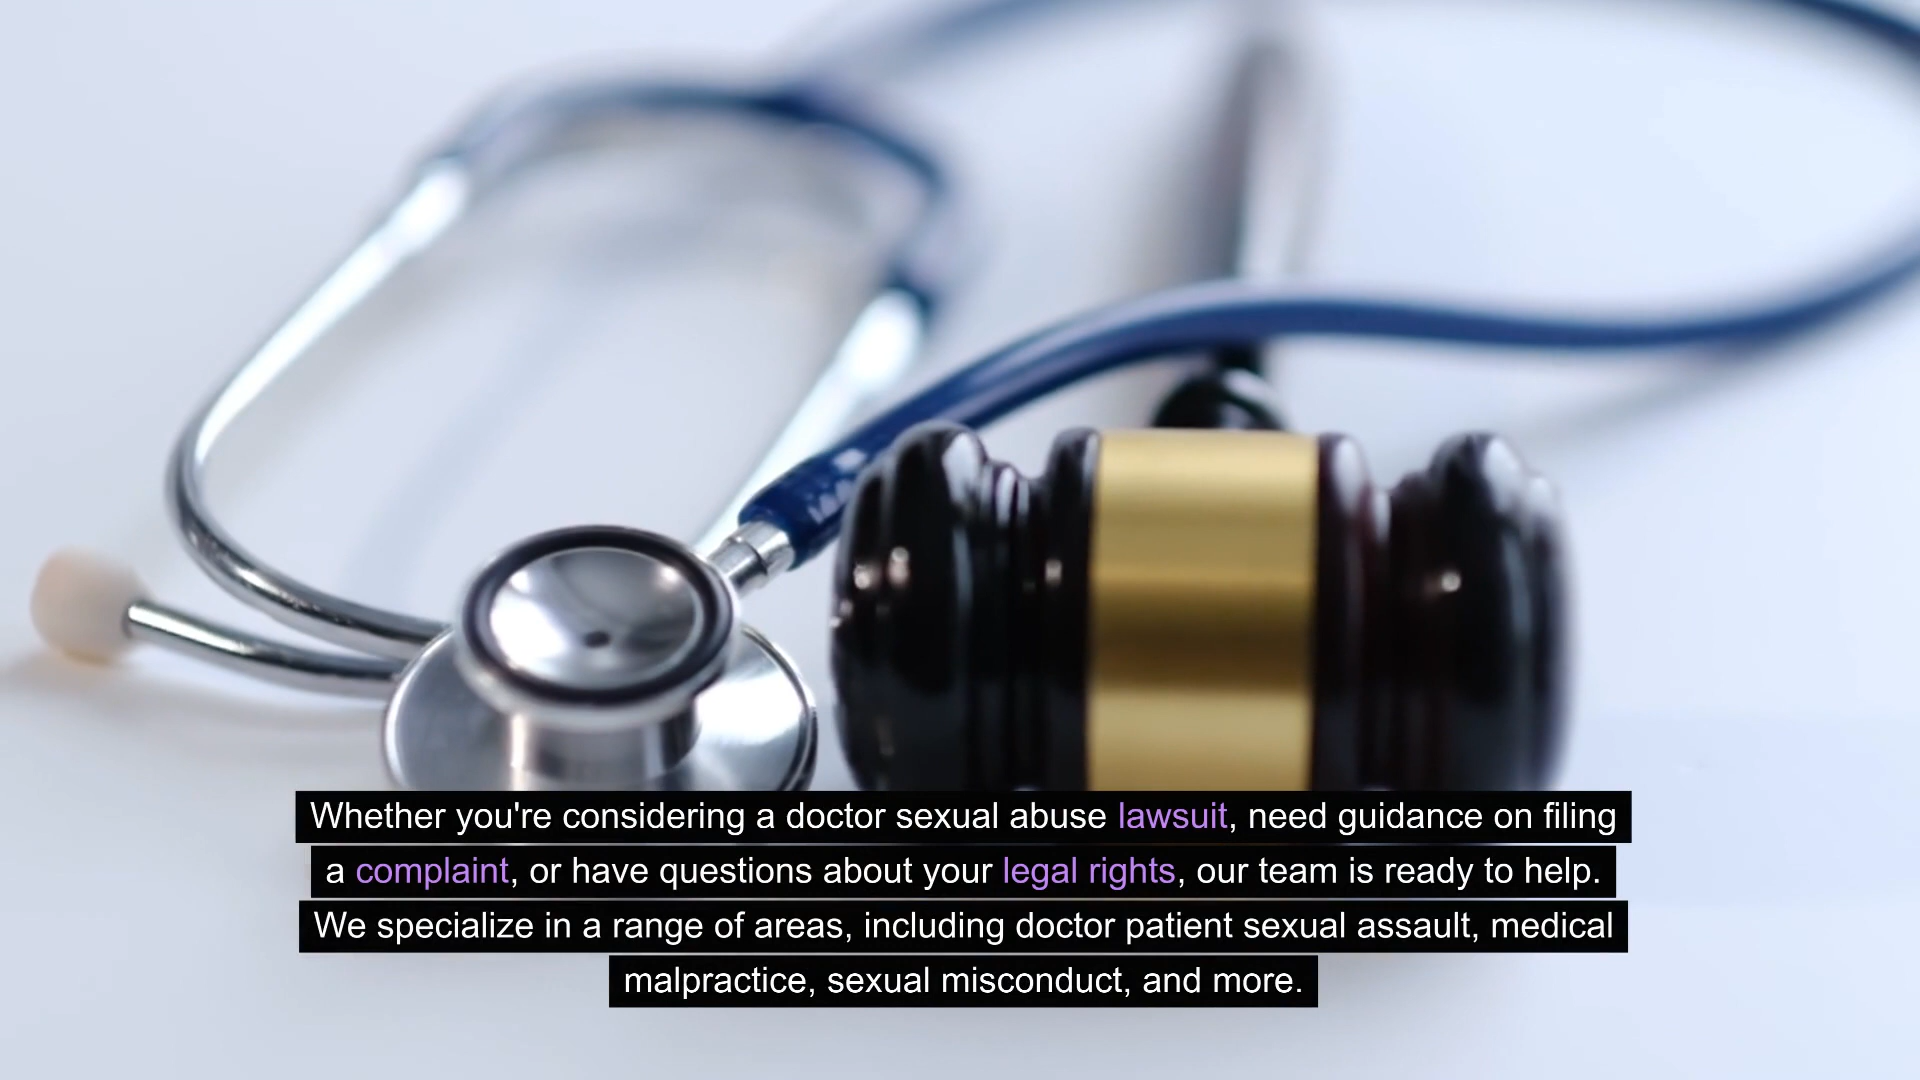 Whether you're considering a doctor sexual abuse lawsuit, need guidance on filing
a complaint, or have questions about your legal rights, our team is ready to help.
We specialize in a range of areas, including doctor patient sexual assault, medical
malpractice, sexual misconduct, and more.